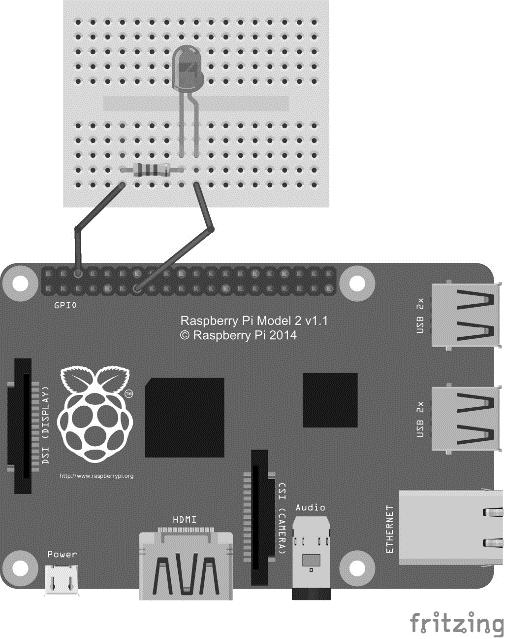 GPIO
Raspberry Pi Model 2 v1.1
© Raspberry Pi 2014
USB 2x
DSI (DISPLAY)
TM
USB 2x
http://www.raspberrypi.org
CSI (CAMERA)
Audio
HDMI
ETHERNET
Power
fritzing